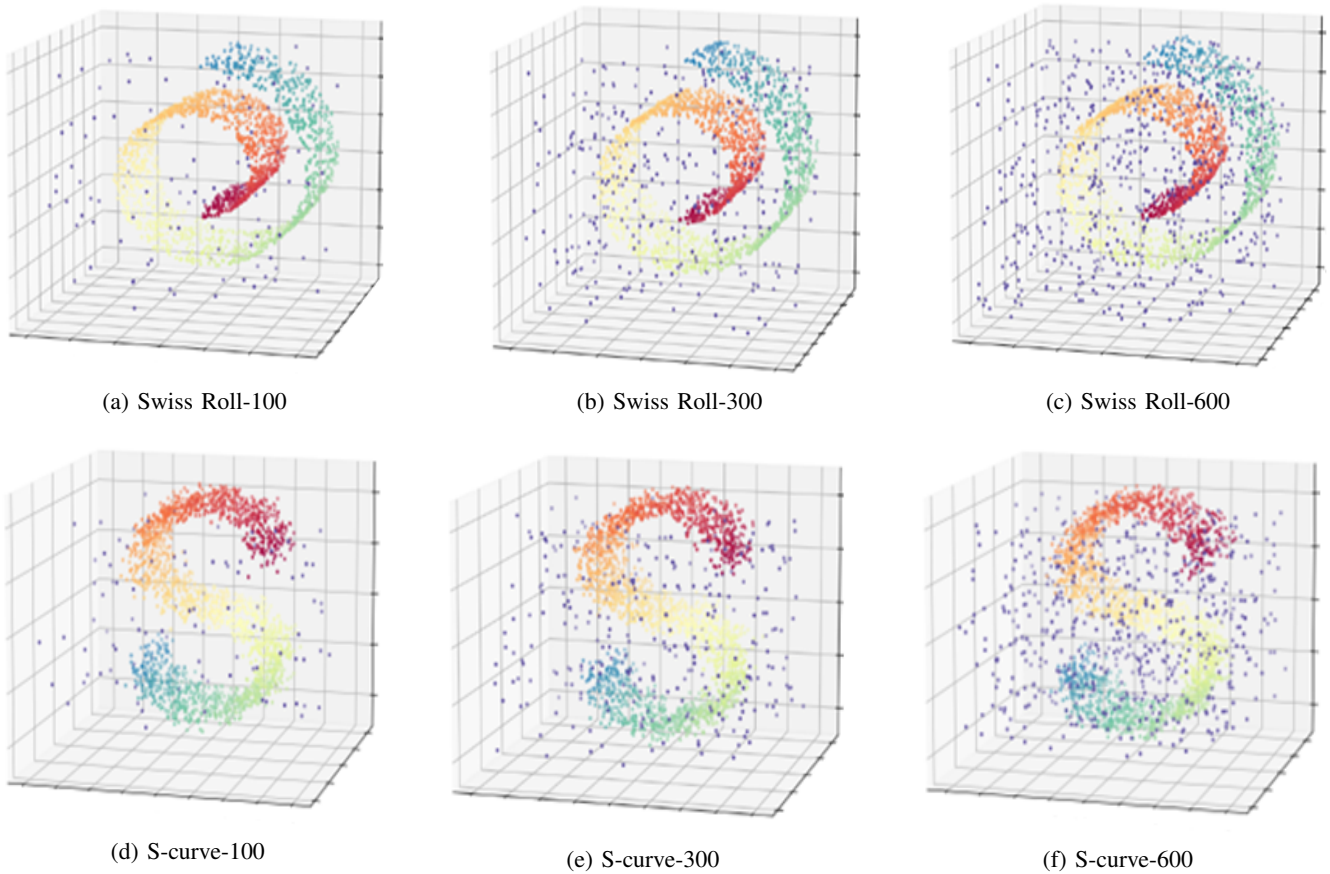 (a) Swiss Roll-100
(b) Swiss Roll-300
(c) Swiss Roll-600
(d) S-curve-100
(e) S-curve-300
(f) S-curve-600